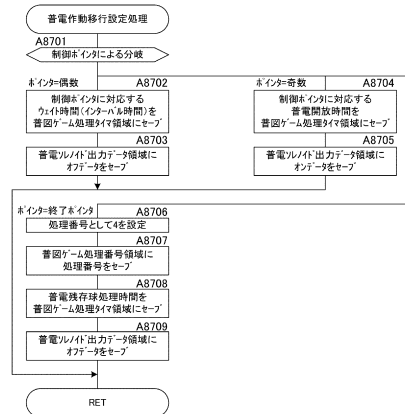 普電作動移行設定処理
A8701
制御ﾎﾟｲﾝﾀによる分岐
ﾎﾟｲﾝﾀ=偶数
A8702
制御ﾎﾟｲﾝﾀに対応する
ｳｪｲﾄ時間(ｲﾝﾀｰﾊﾞﾙ時間)を
普図ｹﾞｰﾑ処理ﾀｲﾏ領域にｾｰﾌﾞ
A8703
普電ｿﾚﾉｲﾄﾞ出力ﾃﾞｰﾀ領域に
ｵﾌﾃﾞｰﾀをｾｰﾌﾞ
ﾎﾟｲﾝﾀ=奇数
A8704
制御ﾎﾟｲﾝﾀに対応する
普電開放時間を
普図ｹﾞｰﾑ処理ﾀｲﾏ領域にｾｰﾌﾞ
A8705
普電ｿﾚﾉｲﾄﾞ出力ﾃﾞｰﾀ領域に
ｵﾝﾃﾞｰﾀをｾｰﾌﾞ
ﾎﾟｲﾝﾀ=終了ﾎﾟｲﾝﾀ
A8706
処理番号として4を設定
A8707
普図ｹﾞｰﾑ処理番号領域に
処理番号をｾｰﾌﾞ
A8708
普電残存球処理時間を
普図ｹﾞｰﾑ処理ﾀｲﾏ領域にｾｰﾌﾞ
A8709
普電ｿﾚﾉｲﾄﾞ出力ﾃﾞｰﾀ領域に
ｵﾌﾃﾞｰﾀをｾｰﾌﾞ
RET